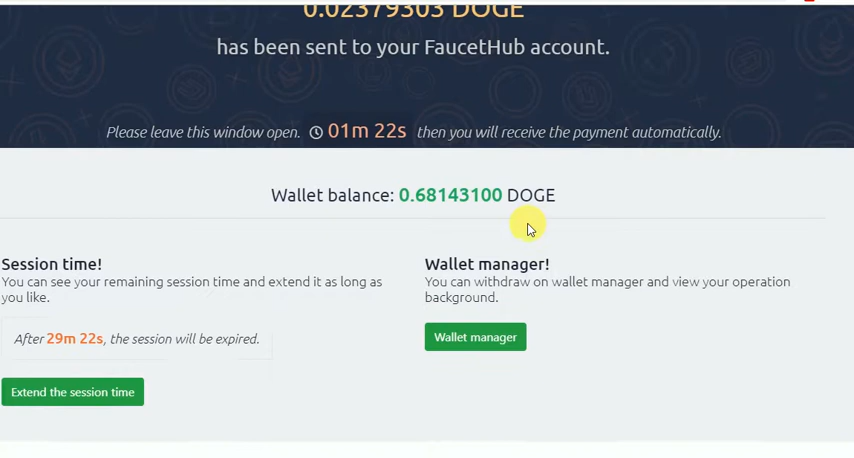 0.02379303 DOGE
has been sent to your FaucetHub account.
Please leave this window open. 01m 22s then you will receive the payment automatically.
Wallet balance: 0.68143100 DOGE
Session time!
You can see your remaining session time and extend it as long as
you like.
After 29m 22s, the session will be expired.
Extend the session time
Wallet manager!
You can withdraw on wallet manager and view your operation
background.
Wallet manager